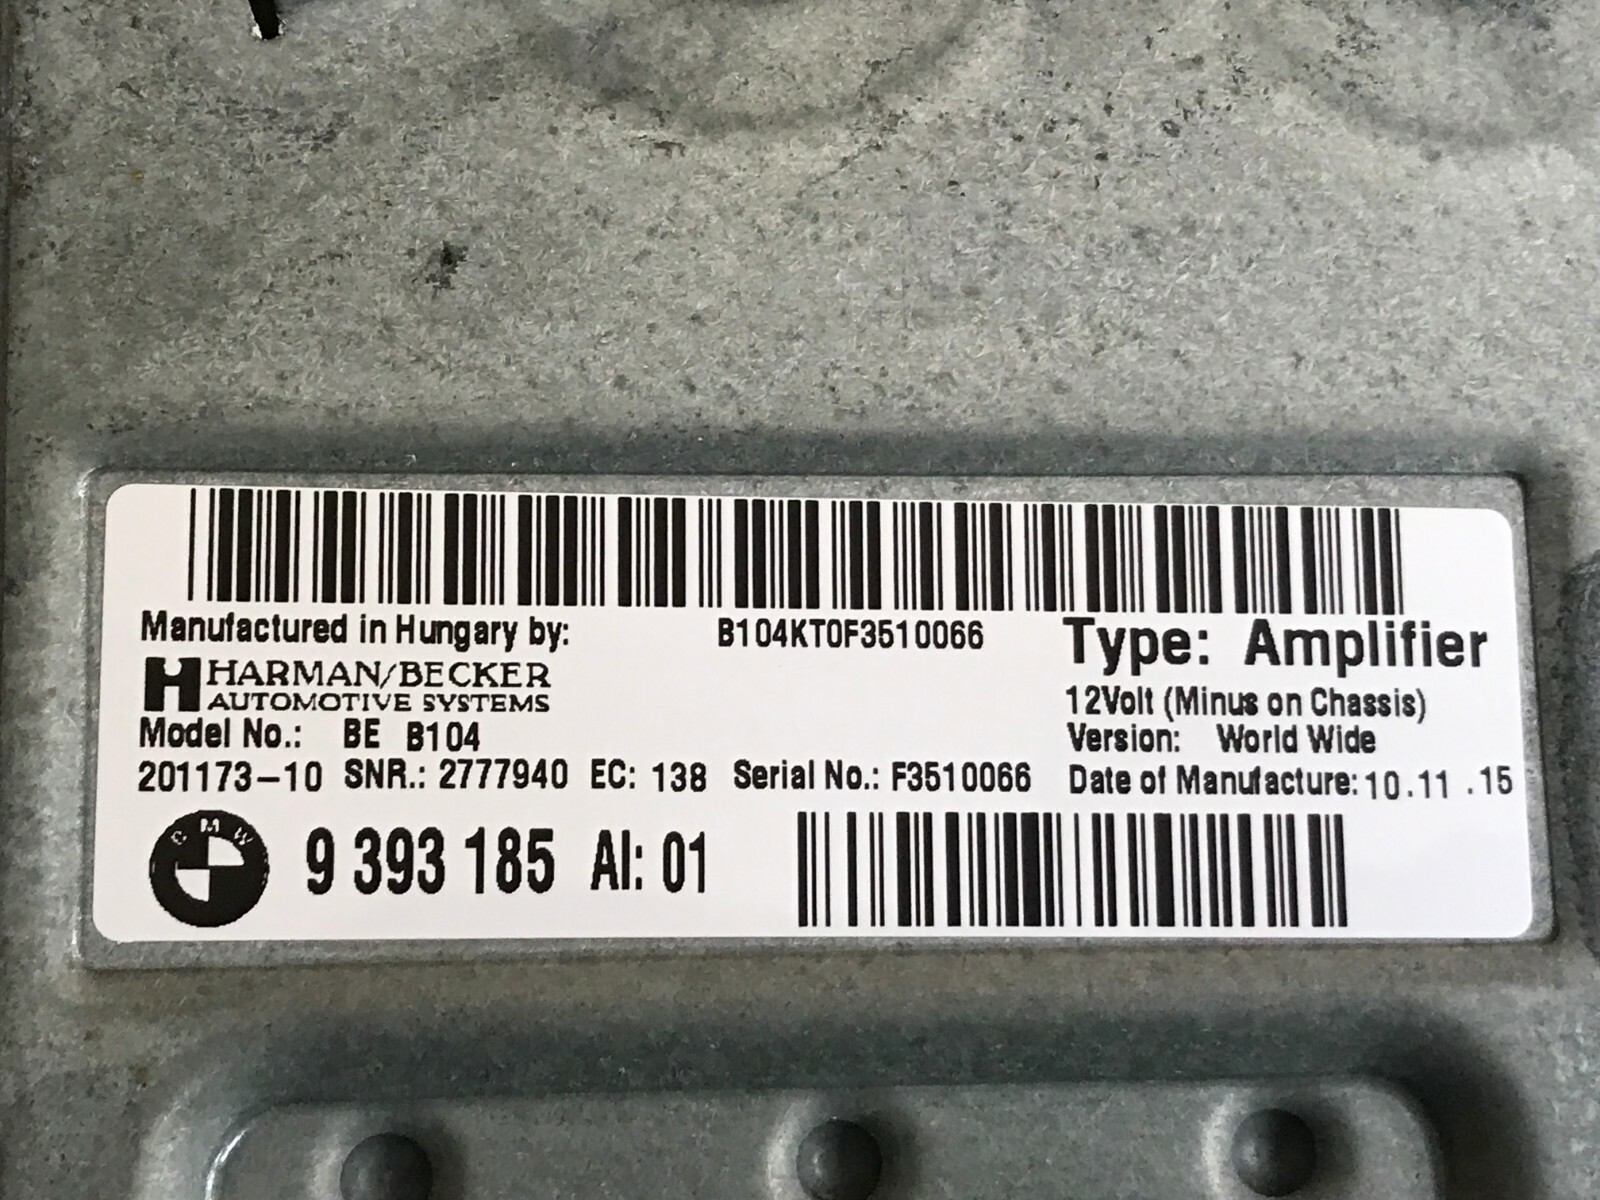 Manufactured in Hungary by:
B104KT0F3510066
HARMAN/BECKER
AUTOMOTIVE SYSTEMS
Model No.: BE B104
Type: Amplifier
12Volt (Minus on Chassis)
Version: World Wide
201173-10 SNR.: 2777940 EC: 138 Serial No.: F3510066 Date of Manufacture: 10.11 .15
BMW
9 393 185 AI: 01